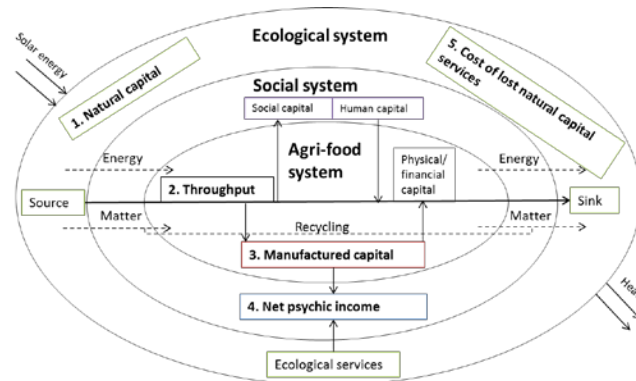 Ecological system
Solar energy
1. Natural capital
5. Cost of lost natural capital
services
Social system
Social capital
Human capital
Agri-food
system
Physical/
financial
capital
Energy
Energy
2. Throughput
Source
Sink
Matter
Recycling
Matter
3. Manufactured capital
4. Net psychic income
Ecological services